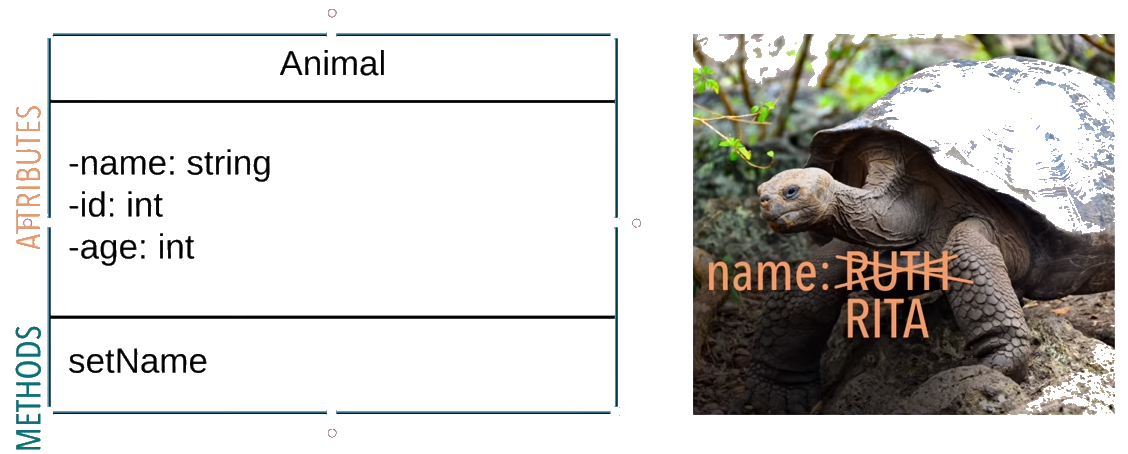 Animal
ATTRIBUTES
-name: string
-id: int
-age: int
METHODS
setName
name: RUTH
RITA